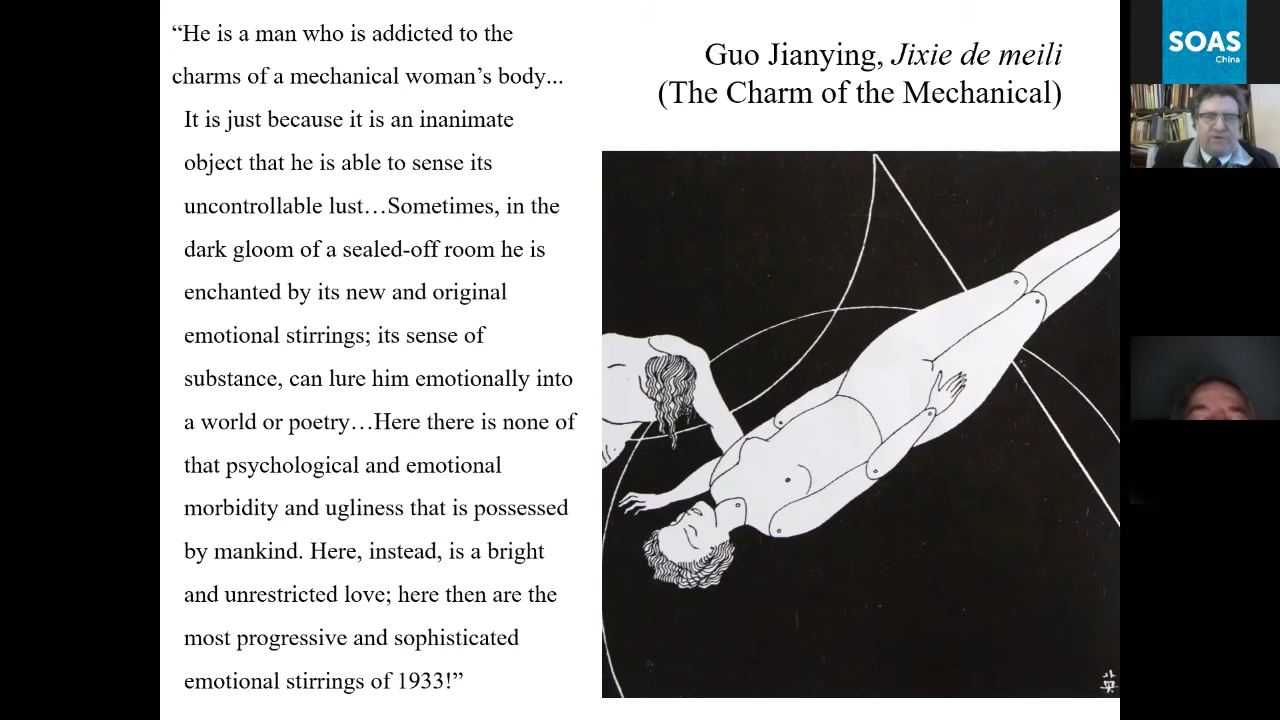 “He is a man who is addicted to the
charms of a mechanical woman’s body...
It is just because it is an inanimate
object that he is able to sense its
uncontrollable lust…Sometimes, in the
dark gloom of a sealed-off room he is
enchanted by its new and original
emotional stirrings; its sense of
substance, can lure him emotionally into
a world or poetry…Here there is none of
that psychological and emotional
morbidity and ugliness that is possessed
by mankind. Here, instead, is a bright
and unrestricted love; here then are the
most progressive and sophisticated
emotional stirrings of 1933!”
Guo Jianying, Jixie de meili
(The Charm of the Mechanical)
英
SOAS
China